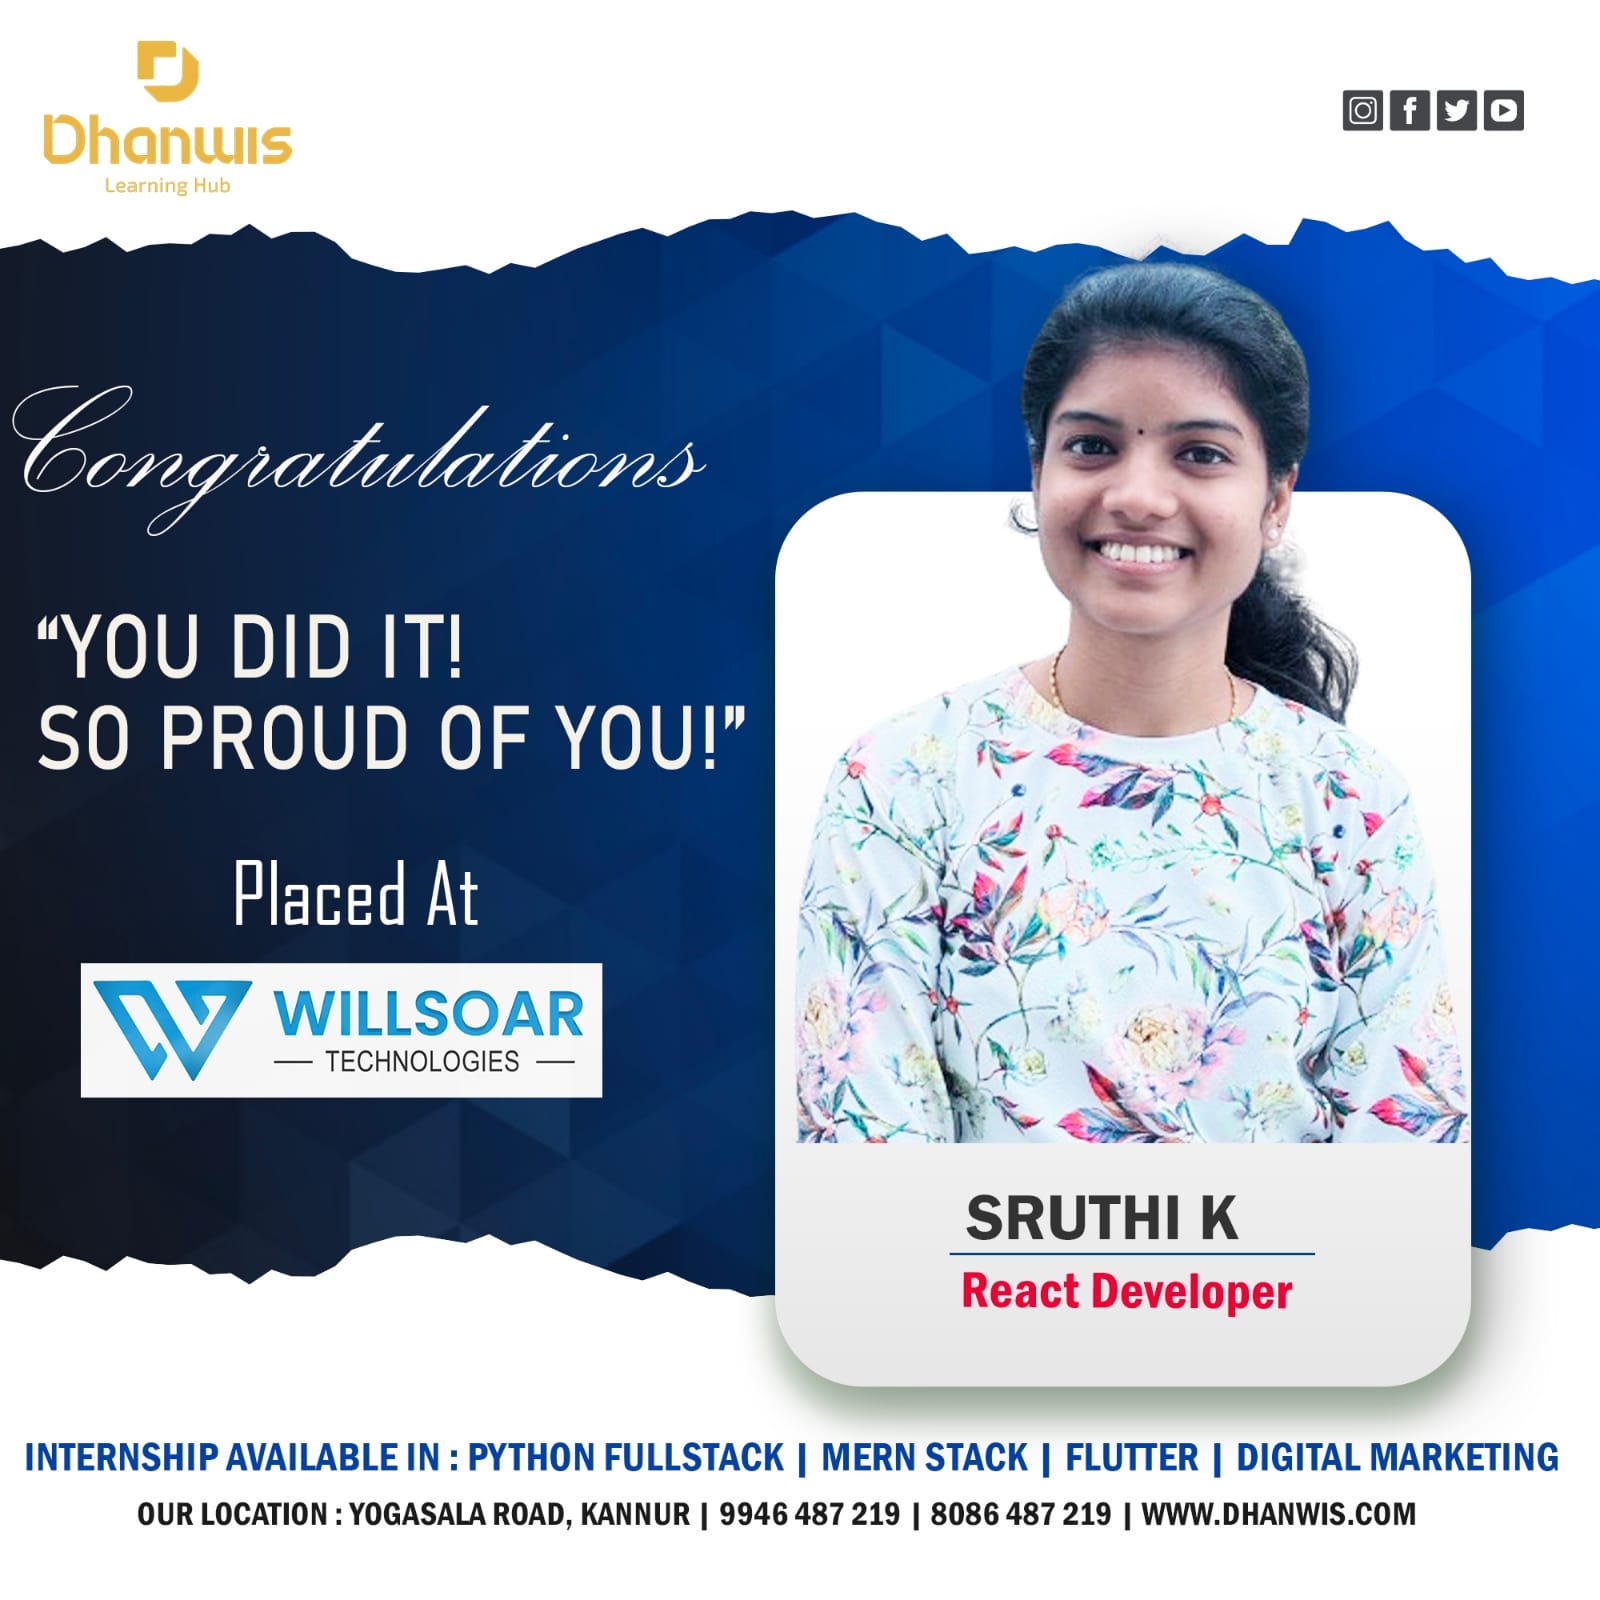 Dhanwis
Learning Hub
Congratulations
“YOU DID IT!
SO PROUD OF YOU!”
Placed At
WILLSOAR
TECHNOLOGIES
SRUTHI K
React Developer
INTERNSHIP AVAILABLE IN : PYTHON FULLSTACK | MERN STACK | FLUTTER | DIGITAL MARKETING
OUR LOCATION : YOGASALA ROAD, KANNUR | 9946 487 219 | 8086 487 219 | WWW.DHANWIS.COM